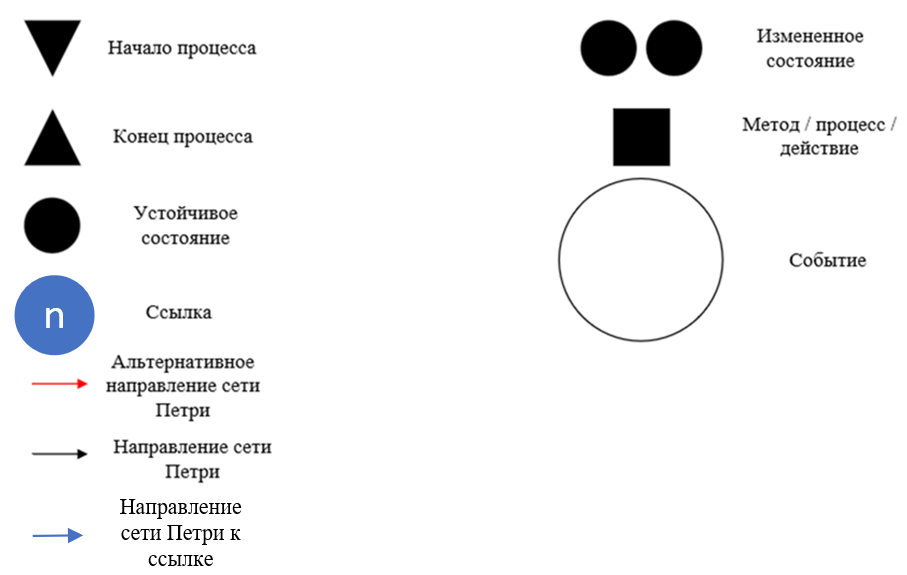 Начало процесса
Конец процесса
Устойчивое
состояние
n
Ссылка
Альтернативное
направление сети
Петри
Направление сети
Петри
Направление
сети Петри к
ссылке
Измененное
состояние
Метод / процесс /
действие
Событие